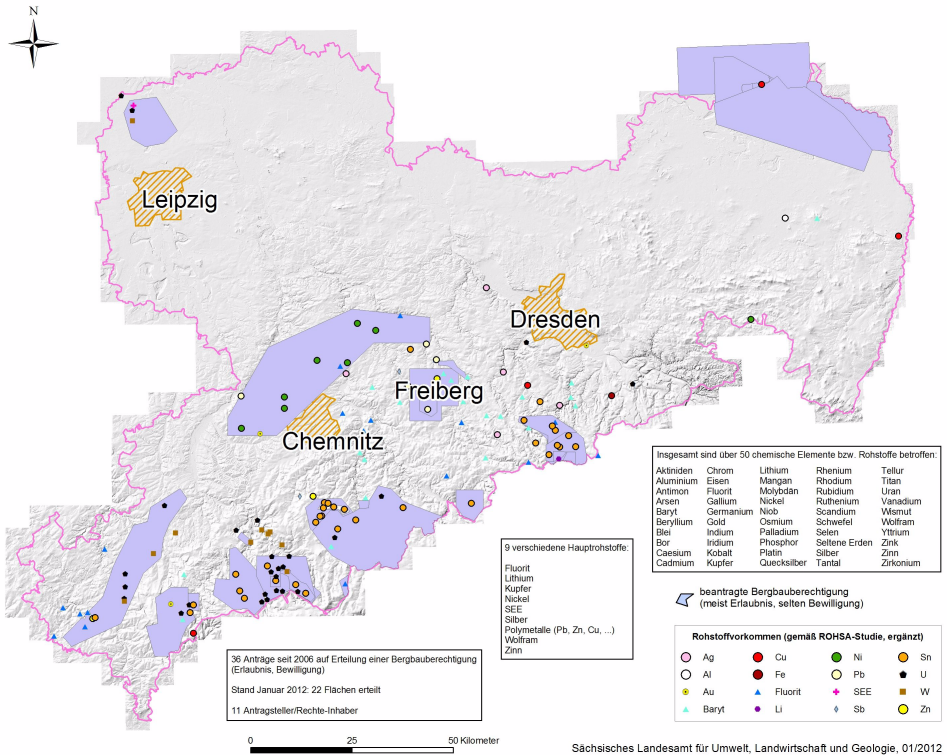 N
Leipzig
Dresden
Freiberg
Chemnitz
Insgesamt sind über 50 chemische Elemente bzw. Rohstoffe betroffen:
Aktiniden Chrom Lithium Rhenium Tellur
Aluminium Eisen Mangan Rhodium Titan
Antimon Fluorit Molybdän Rubidium Uran
Arsen Gallium Nickel Ruthenium Vanadium
Baryt Germanium Niob Scandium Wismut
Beryllium Gold Osmium Schwefel Wolfram
Blei Indium Palladium Selen Yttrium
Bor Iridium Phosphor Seltene Erden Zink
Caesium Kobalt Platin Silber Zinn
Cadmium Kupfer Quecksilber Tantal Zirkonium
9 verschiedene Hauptrohstoffe:
Fluorit
Lithium
Kupfer
Nickel
SEE
Silber
Polymetalle (Pb, Zn, Cu, ...)
Wolfram
Zinn
beantragte Bergbauberechtigung
(meist Erlaubnis, selten Bewilligung)
Rohstoffvorkommen (gemäß ROHSA-Studie, ergänzt)
Ag Cu Ni Sn
Al Fe Pb U
Au Fluorit SEE W
Baryt Li Sb Zn
36 Anträge seit 2006 auf Erteilung einer Bergbauberechtigung
(Erlaubnis, Bewilligung)
Stand Januar 2012: 22 Flächen erteilt
11 Antragsteller/Rechte-Inhaber
0 25 50 Kilometer
Sächsisches Landesamt für Umwelt, Landwirtschaft und Geologie, 01/2012